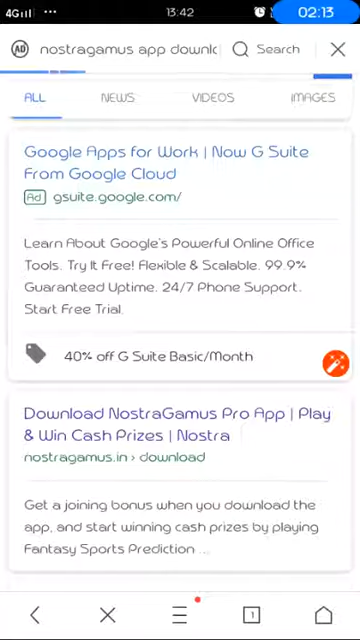 4G ... 13:42 02:13
AD nostragamus app downl Search
ALL NEWS VIDEOS IMAGES
Google Apps for Work | Now G Suite
From Google Cloud
Ad gsuite.google.com/
Learn About Google's Powerful Online Office
Tools. Try It Free! Flexible & Scalable. 99.9%
Guaranteed Uptime. 24/7 Phone Support.
Start Free Trial.
40% off G Suite Basic/Month
Download NostraGamus Pro App | Play
& Win Cash Prizes | Nostra
nostragamus.in › download
Get a joining bonus when you download the
app, and start winning cash prizes by playing
Fantasy Sports Prediction ...
1